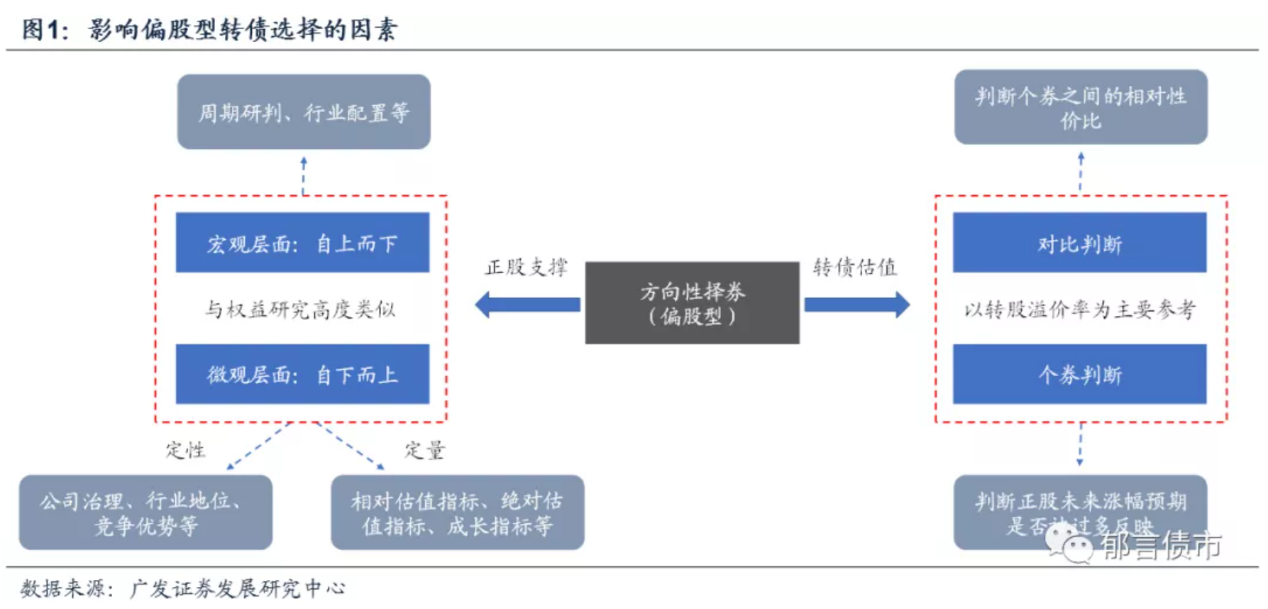 图1：影响偏股型转债选择的因素
周期研判、行业配置等
判断个券之间的相对性
价比
宏观层面：自上而下
与权益研究高度类似
微观层面：自下而上
正股支撑
方向性择券
（偏股型）
转债估值
对比判断
以转股溢价率为主要参考
个券判断
定性
定量
公司治理、行业地位、
竞争优势等
相对估值指标、绝对估
值指标、成长指标等
判断正股未来涨幅预期
是否被过多反映
郁言债市
数据来源：广发证券发展研究中心